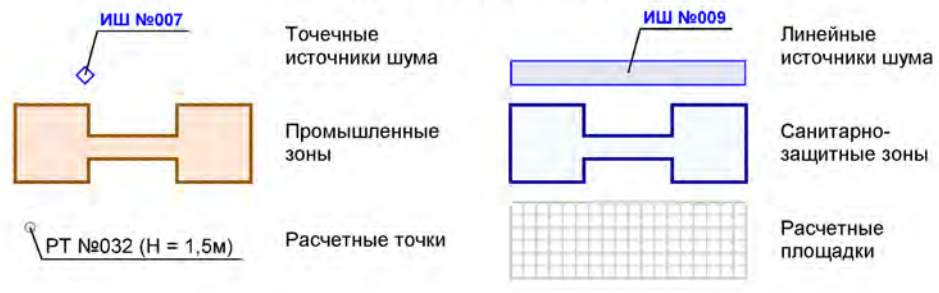 ИШ №007
Точечные
источники шума
ИШ №009
Линейные
источники шума
Промышленные
зоны
Санитарно-
защитные зоны
РТ №032 (Н = 1,5м)
Расчетные точки
Расчетные
площадки